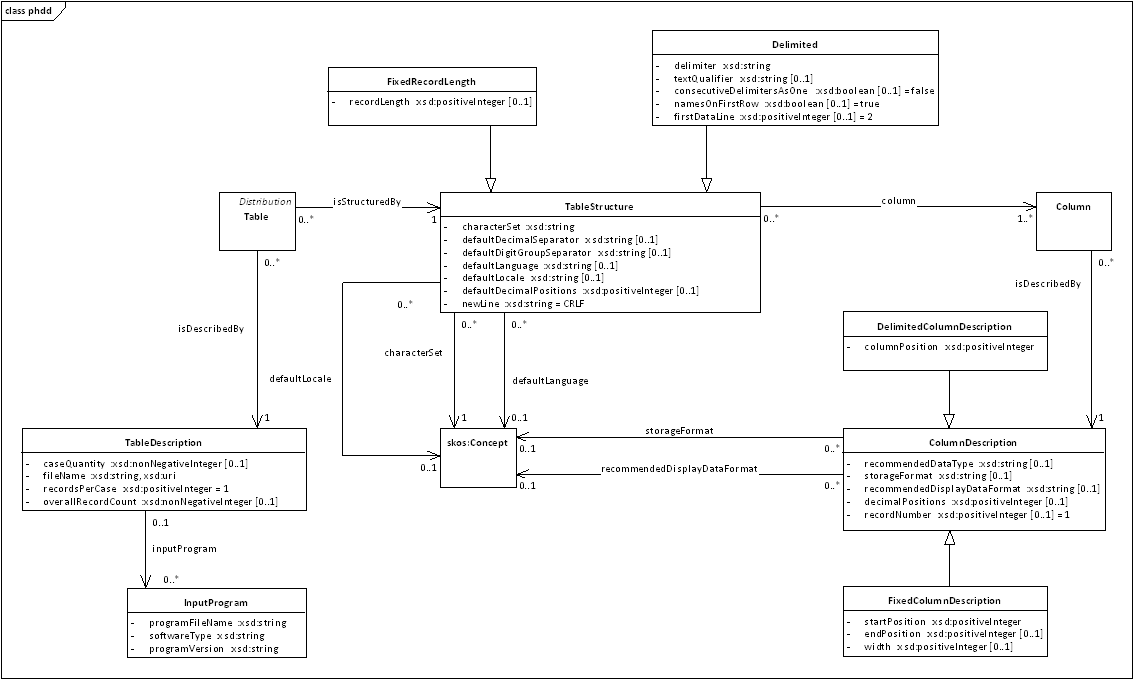 class phdd
Delimited
- delimiter :xsd:string
- textQualifier :xsd:string [0..1]
- consecutiveDelimitersAsOne :xsd:boolean [0..1] =false
- namesOnFirstRow :xsd:boolean [0..1] =true
- firstDataLine :xsd:positiveInteger [0..1] = 2
FixedRecordLength
- recordLength :xsd:positiveInteger [0..1]
Distribution
Table
isStructuredBy
0..*
1
TableStructure
- characterSet :xsd:string
- defaultDecimalSeparator :xsd:string [0..1]
- defaultDigitGroupSeparator :xsd:string [0..1]
- defaultLanguage :xsd:string [0..1]
- defaultLocale :xsd:string [0..1]
- defaultDecimalPositions :xsd:positiveInteger [0..1]
- newLine :xsd:string = CRLF
column
0..*
1..*
Column
0..*
isDescribedBy
1
0..*
isDescribedBy
1
0..*
defaultLocale
0..1
0..*
characterSet
1
0..*
defaultLanguage
0..1
DelimitedColumnDescription
- columnPosition :xsd:positiveInteger
TableDescription
- caseQuantity :xsd:nonNegativeInteger [0..1]
- fileName :xsd:string, xsd:uri
- recordsPerCase :xsd:positiveInteger = 1
- overallRecordCount :xsd:nonNegativeInteger [0..1]
skos:Concept
storageFormat
0..1
0..*
recommendedDisplayDataFormat
0..1
0..*
ColumnDescription
- recommendedDataType :xsd:string [0..1]
- storageFormat :xsd:string [0..1]
- recommendedDisplayDataFormat :xsd:string [0..1]
- decimalPositions :xsd:positiveInteger [0..1]
- recordNumber :xsd:positiveInteger [0..1] = 1
0..1
inputProgram
0..*
InputProgram
- programFileName :xsd:string
- softwareType :xsd:string
- programVersion :xsd:string
FixedColumnDescription
- startPosition :xsd:positiveInteger
- endPosition :xsd:positiveInteger [0..1]
- width :xsd:positiveInteger [0..1]